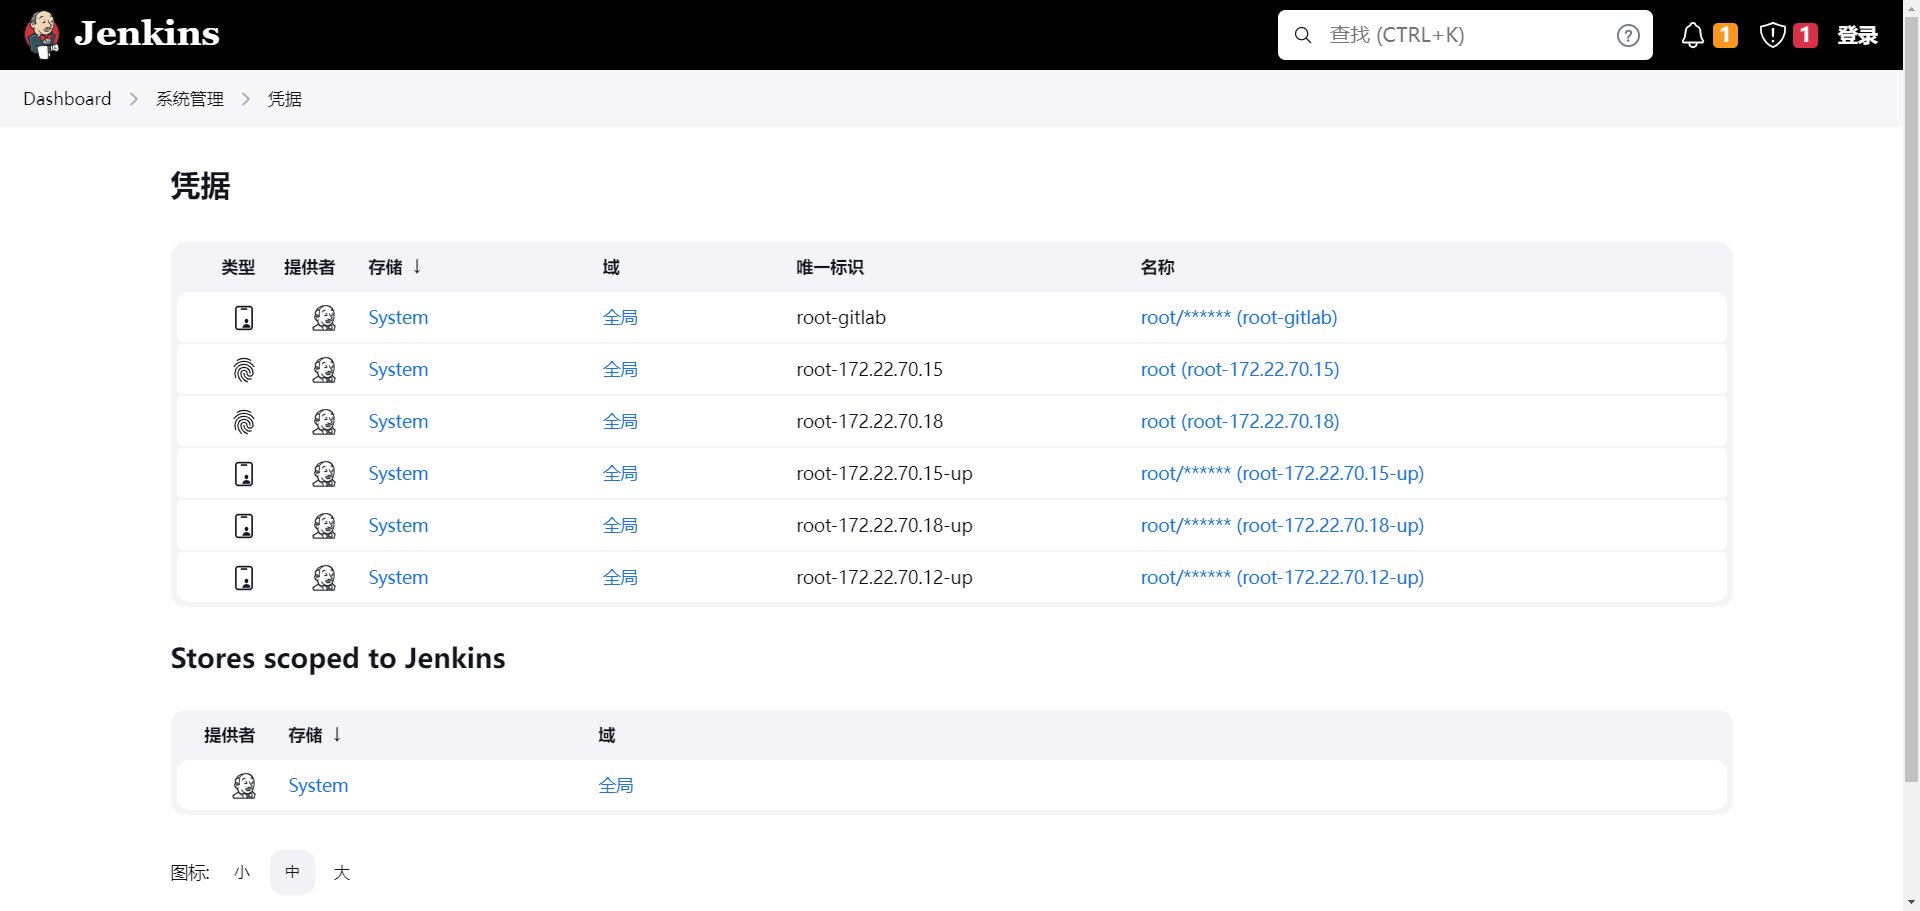 Jenkins
查找 (CTRL+K)
1
1
登录
Dashboard 系统管理 凭据
凭据
类型 提供者 存储 ↓ 域 唯一标识 名称
System 全局 root-gitlab root/****** (root-gitlab)
System 全局 root-172.22.70.15 root (root-172.22.70.15)
System 全局 root-172.22.70.18 root (root-172.22.70.18)
System 全局 root-172.22.70.15-up root/****** (root-172.22.70.15-up)
System 全局 root-172.22.70.18-up root/****** (root-172.22.70.18-up)
System 全局 root-172.22.70.12-up root/****** (root-172.22.70.12-up)
Stores scoped to Jenkins
提供者 存储 ↓ 域
System 全局
图标: 小 中 大